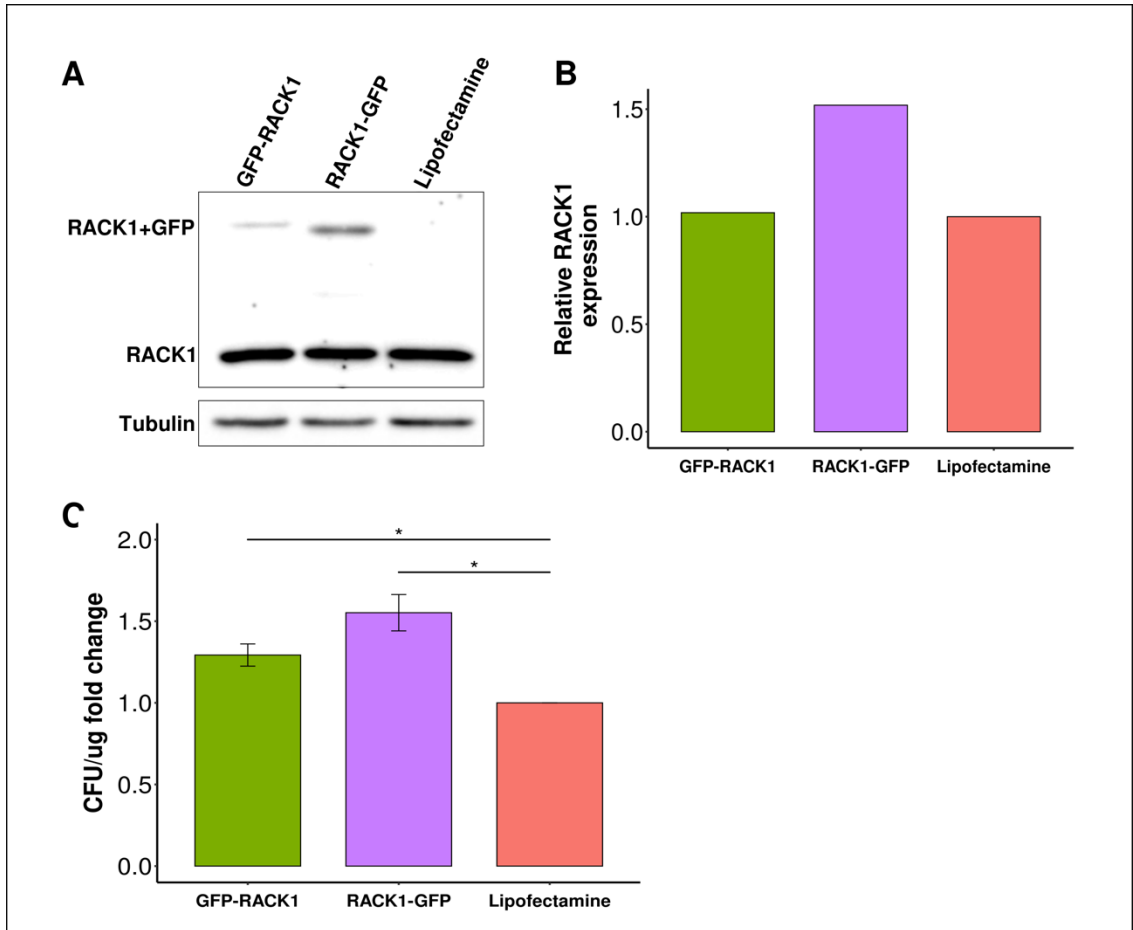 A
GFP-RACK1
RACK1-GFP
Lipofectamine
RACK1+GFP
RACK1
Tubulin
B
Relative RACK1
expression
1.5
1.0
0.5
0.0
GFP-RACK1 RACK1-GFP Lipofectamine
C
CFU/ug fold change
2.0
1.5
1.0
0.5
0.0
*
*
GFP-RACK1 RACK1-GFP Lipofectamine